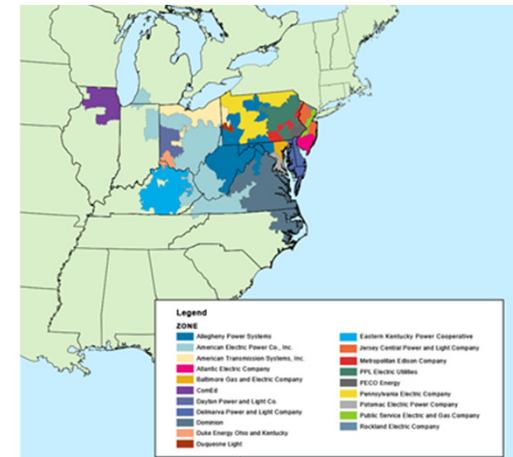 Legend
ZONE
Allegheny Power Systems
American Electric Power Co., Inc.
American Transmission Systems, Inc.
Atlantic Electric Company
Baltimore Gas and Electric Company
ComEd
Dayton Power and Light Co.
Delmarva Power and Light Company
Dominion
Duke Energy Ohio and Kentucky
Duquesne Light
Eastern Kentucky Power Cooperative
Jersey Central Power and Light Company
Metropolitan Edison Company
PPL Electric Utilities
PECO Energy
Pennsylvania Electric Company
Potomac Electric Power Company
Public Service Electric and Gas Company
Rockland Electric Company